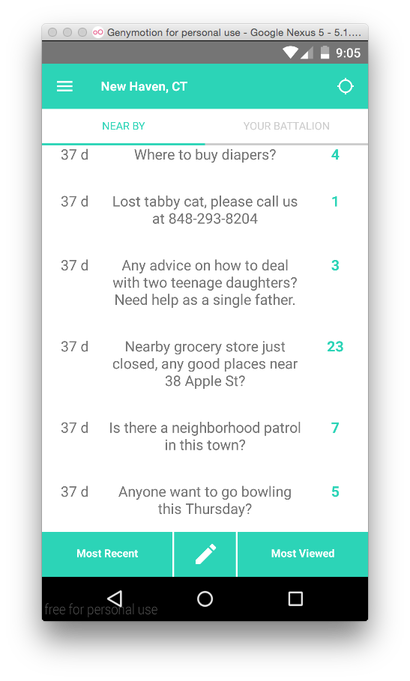 Genymotion for personal use - Google Nexus 5 - 5.1....
9:05
New Haven, CT
NEAR BY YOUR BATTALION
37 d Where to buy diapers? 4
37 d Lost tabby cat, please call us 1
at 848-293-8204
37 d Any advice on how to deal 3
with two teenage daughters?
Need help as a single father.
37 d Nearby grocery store just 23
closed, any good places near
38 Apple St?
37 d Is there a neighborhood patrol 7
in this town?
37 d Anyone want to go bowling 5
this Thursday?
Most Recent Most Viewed
free for personal use